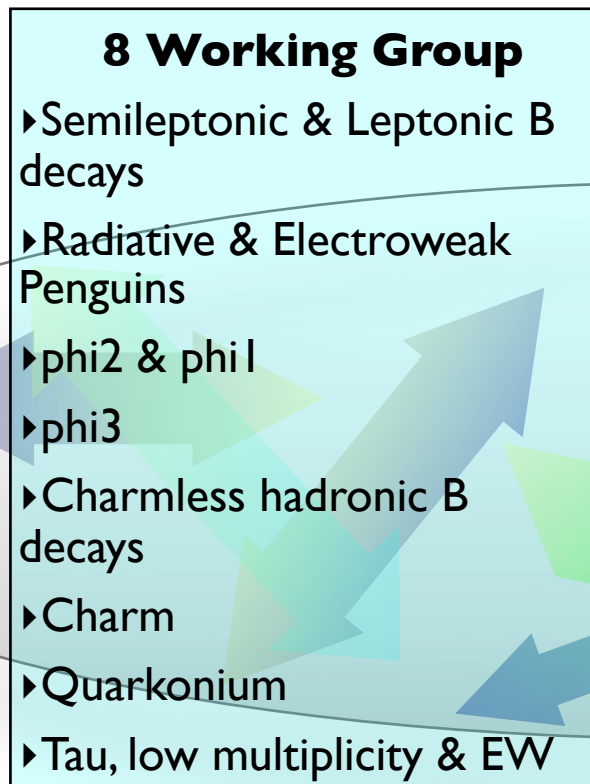 8 Working Group
▸Semileptonic & Leptonic B
decays
▸Radiative & Electroweak
Penguins
▸phi2 & phi1
▸phi3
▸Charmless hadronic B
decays
▸Charm
▸Quarkonium
▸Tau, low multiplicity & EW